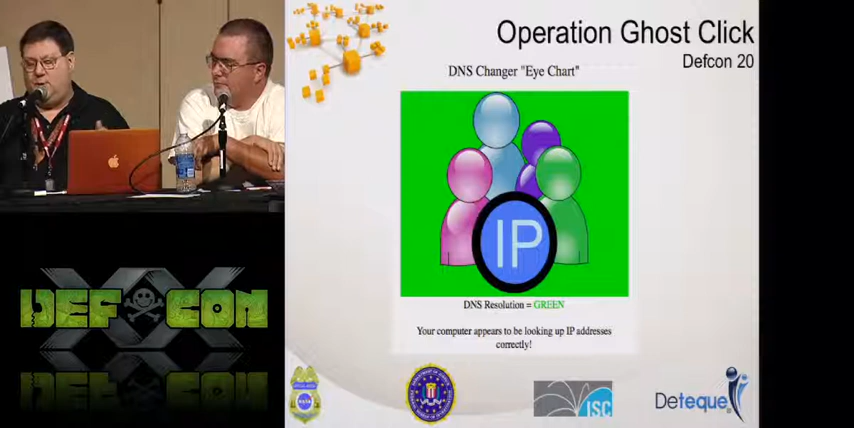 Operation Ghost Click
Defcon 20
DNS Changer "Eye Chart"
IP
DNS Resolution = GREEN
Your computer appears to be looking up IP addresses
correctly!
DEF CON
XX
ISC
Deteque